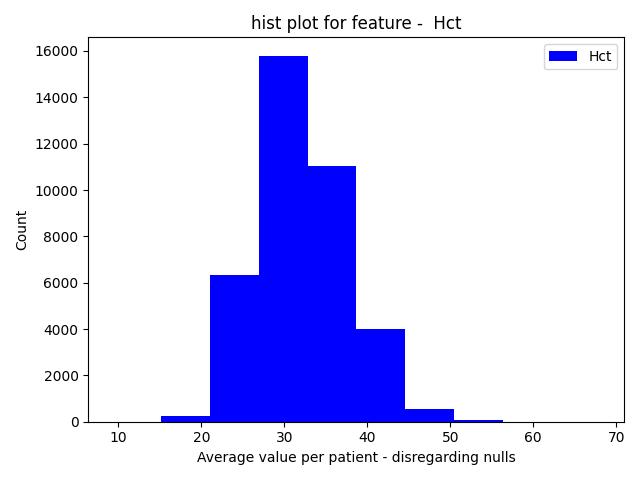 hist plot for feature -  Hct
Hct
16000
14000
12000
10000
8000
6000
4000
2000
0
Count
10 20 30 40 50 60 70
Average value per patient - disregarding nulls